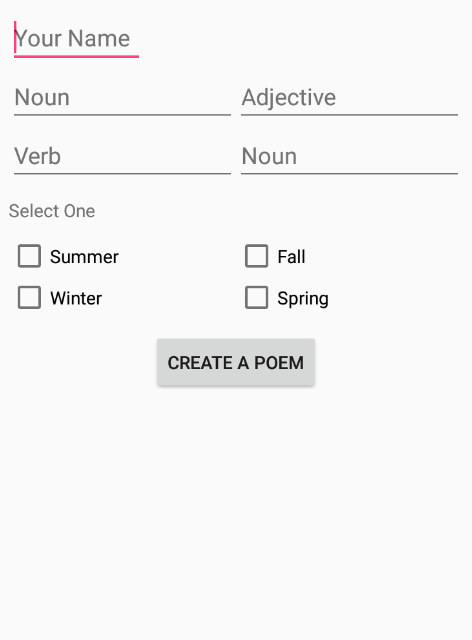 Your Name
Noun Adjective
Verb Noun
Select One
Summer Fall
Winter Spring
CREATE A POEM